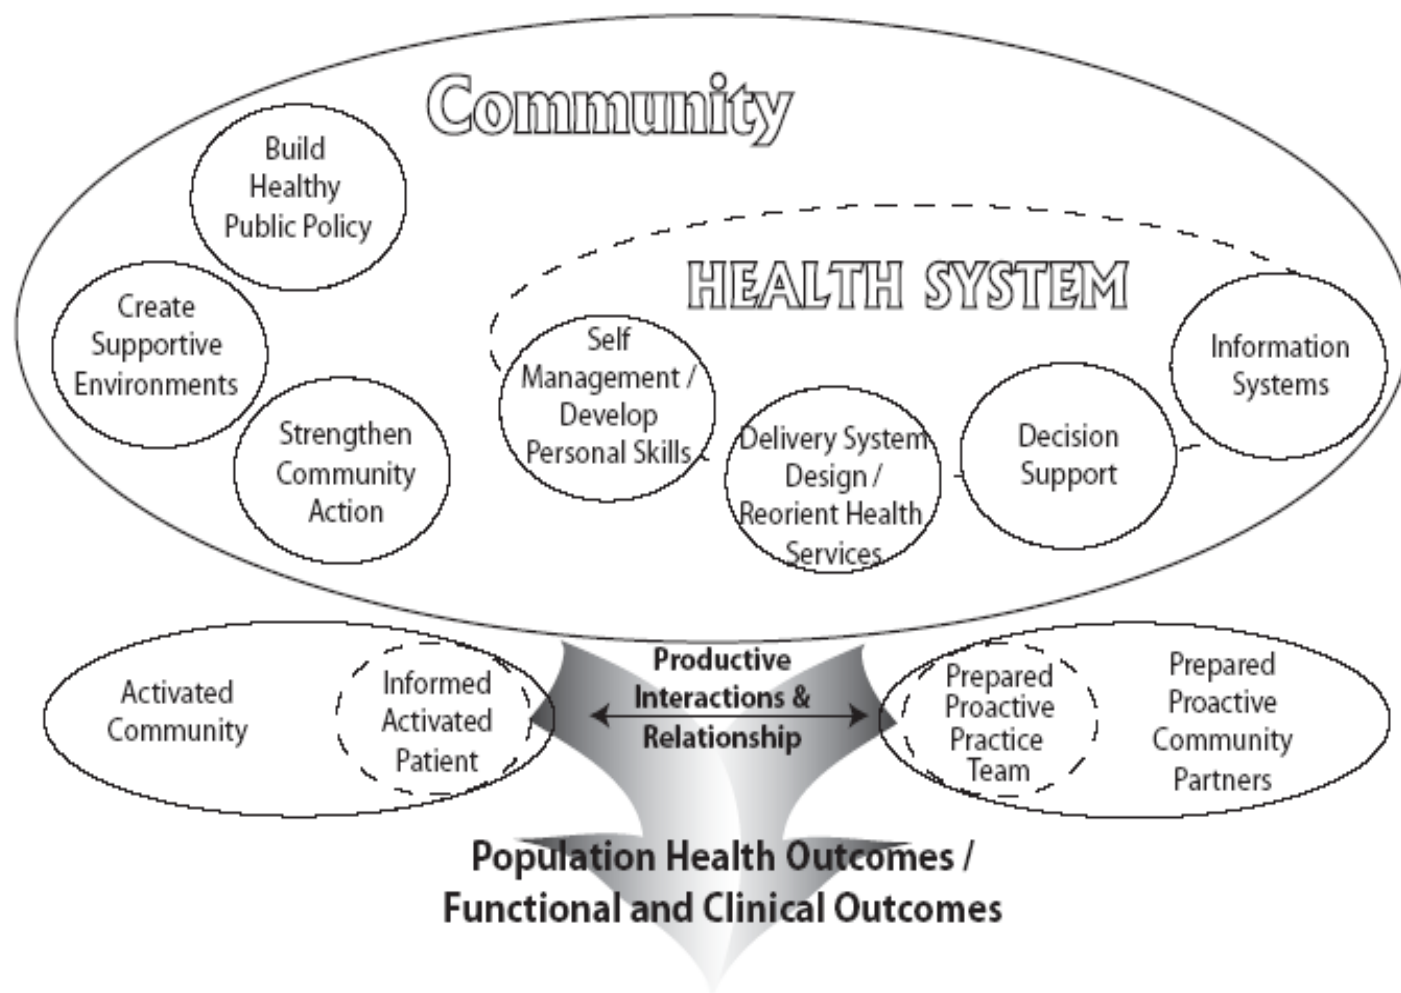 Community
Build
Healthy
Public Policy
HEALTH SYSTEM
Create
Supportive
Environments
Strengthen
Community
Action
Self
Management /
Develop
Personal Skills
Delivery System
Design /
Reorient Health
Services
Decision
Support
Information
Systems
Activated
Community
Informed
Activated
Patient
Productive
Interactions &
Relationship
Prepared
Proactive
Practice
Team
Prepared
Proactive
Community
Partners
Population Health Outcomes /
Functional and Clinical Outcomes